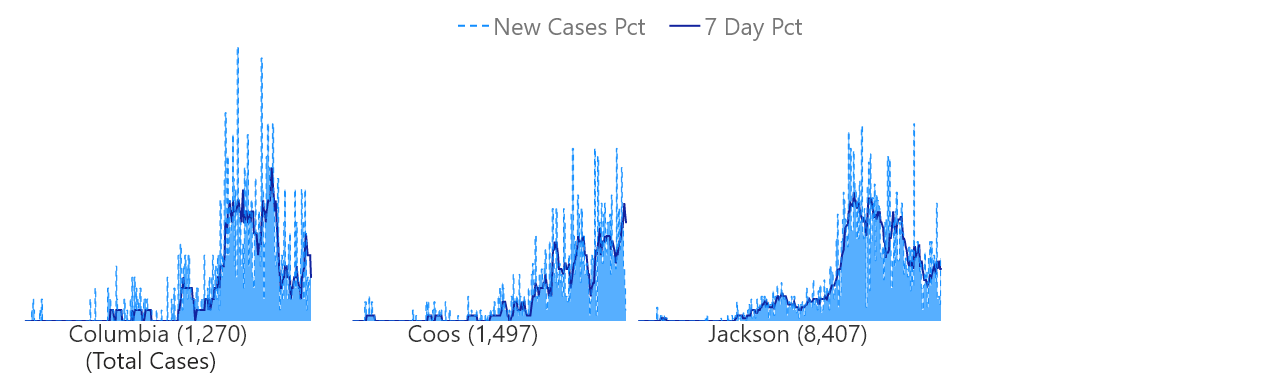 New Cases Pct 7 Day Pct
Columbia (1,270) Coos (1,497) Jackson (8,407)
(Total Cases)